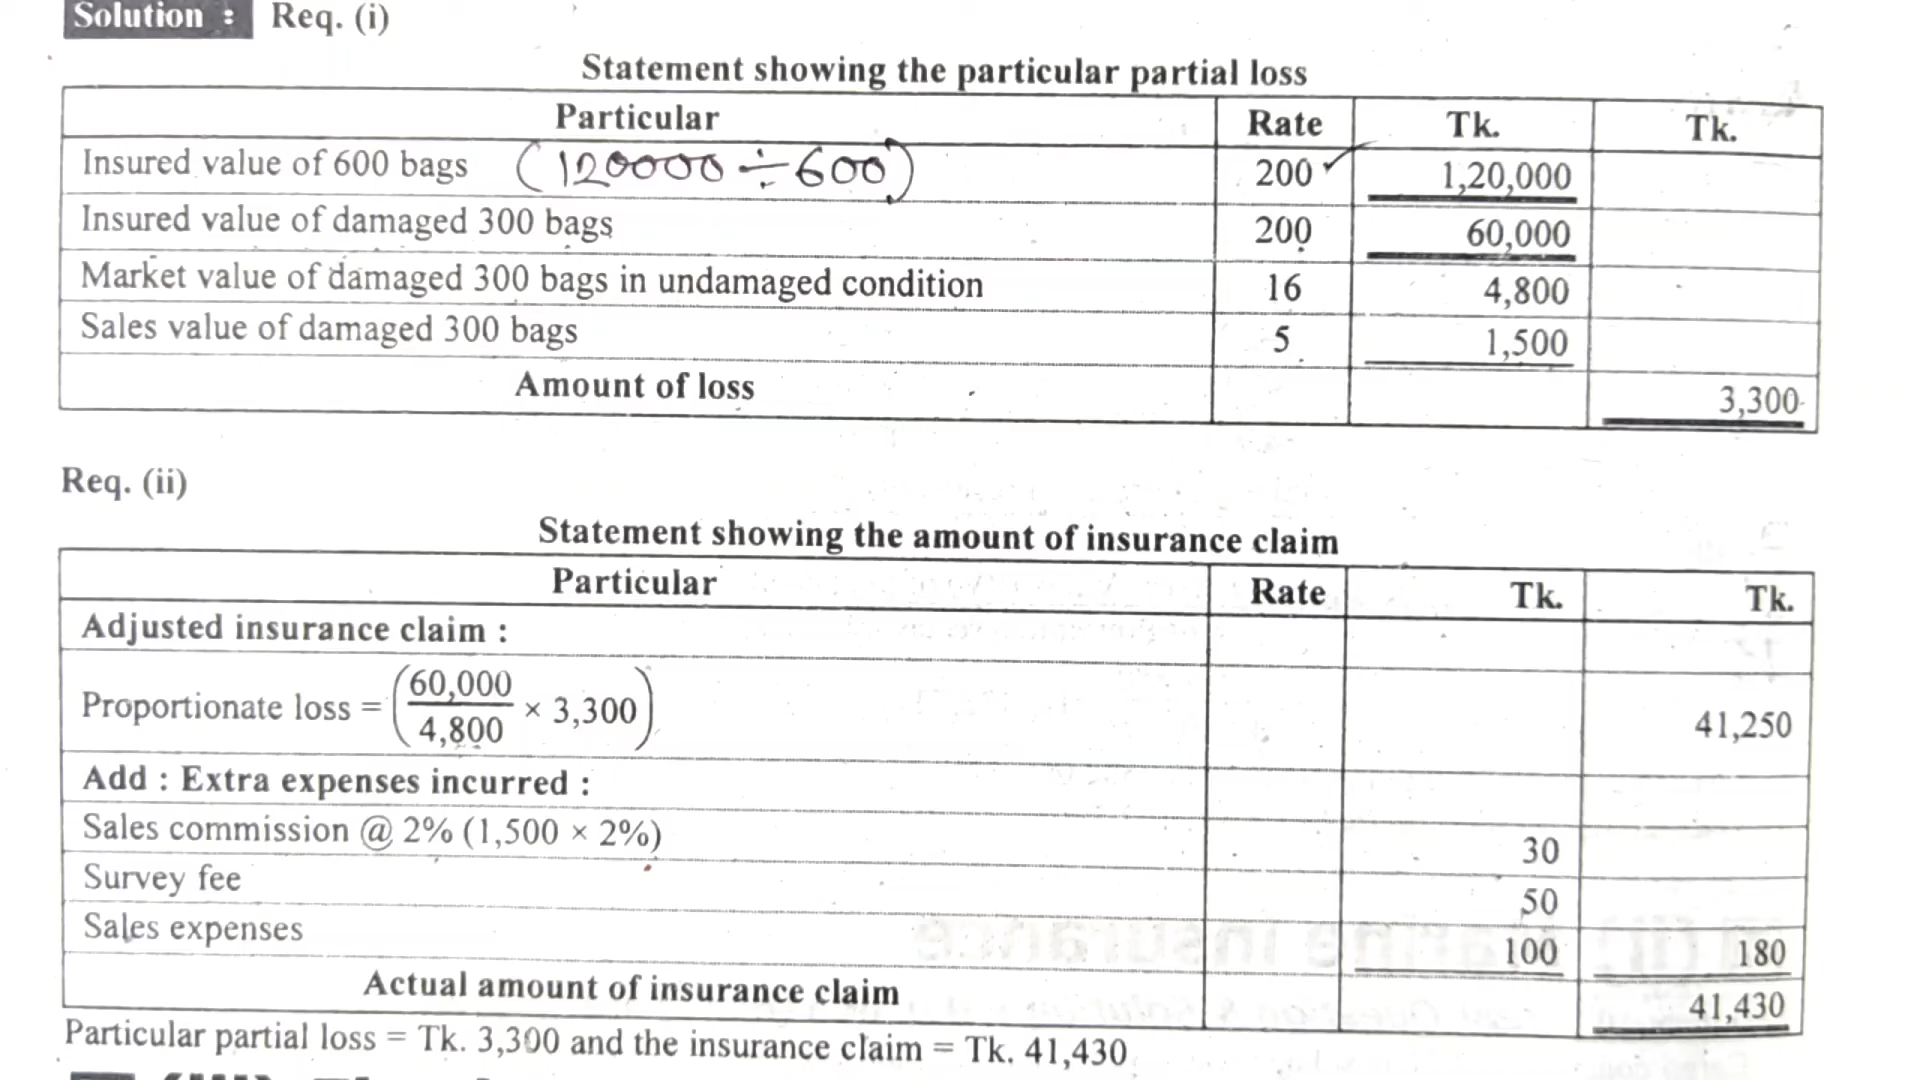 Solution : Req. (i)
Statement showing the particular partial loss
Particular Rate Tk. Tk.
Insured value of 600 bags (120000 ÷ 600) 200 ✓ 1,20,000
Insured value of damaged 300 bags 200 60,000
Market value of damaged 300 bags in undamaged condition 16 4,800
Sales value of damaged 300 bags 5 1,500
Amount of loss 3,300
Req. (ii)
Statement showing the amount of insurance claim
Particular Rate Tk. Tk.
Adjusted insurance claim :
Proportionate loss = (60,000/4,800 × 3,300) 41,250
Add : Extra expenses incurred :
Sales commission @ 2% (1,500 × 2%) 30
Survey fee 50
Sales expenses 100 180
Actual amount of insurance claim 41,430
Particular partial loss = Tk. 3,300 and the insurance claim = Tk. 41,430